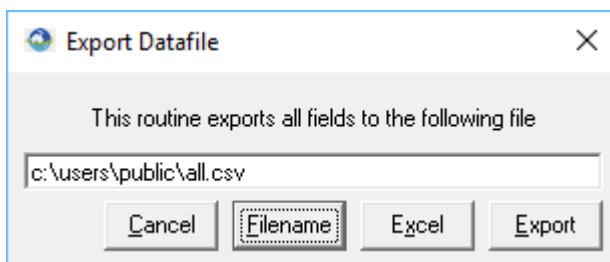 Export Datafile
This routine exports all fields to the following file
c:\users\public\all.csv
Cancel Filename Excel Export